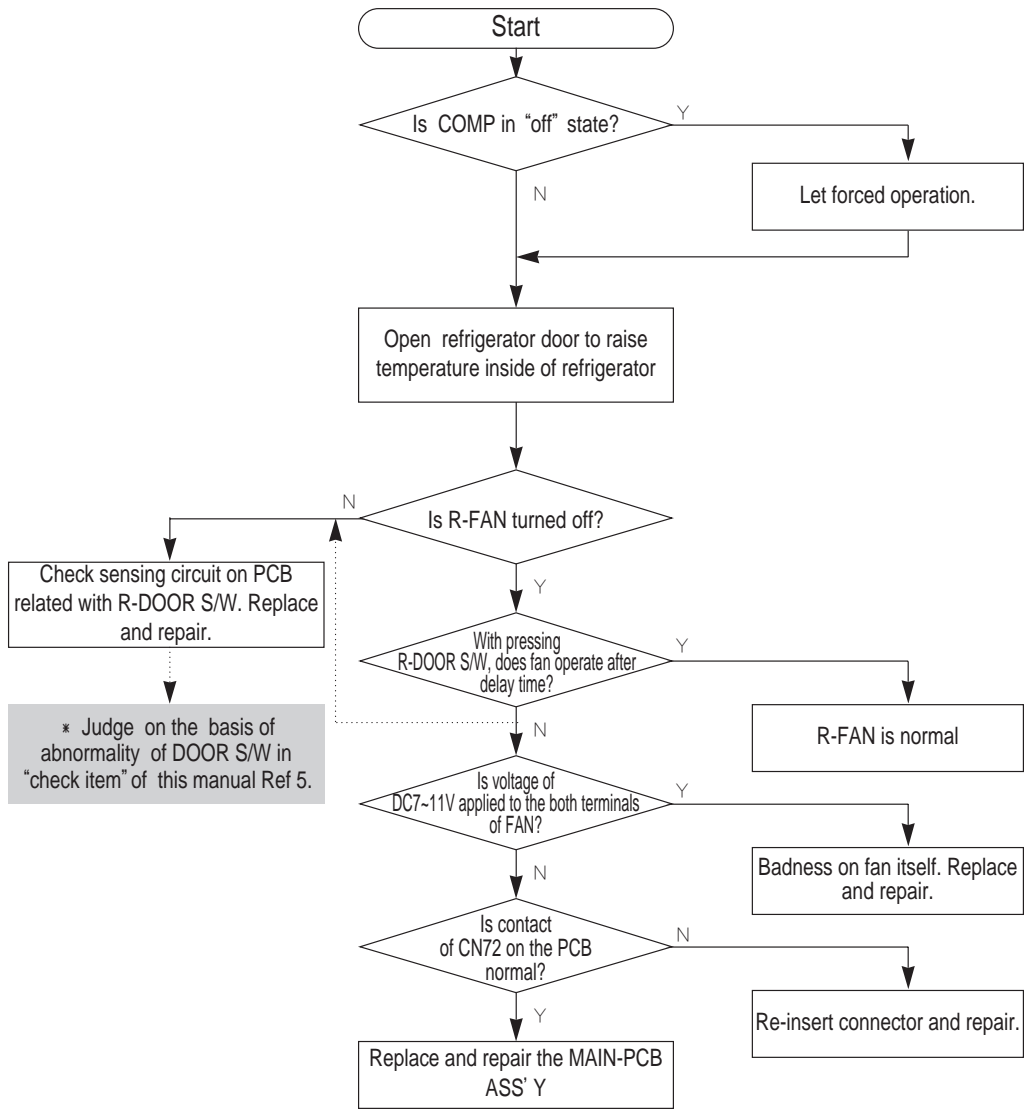 Start
Is COMP in “off” state?
Y
N
Let forced operation.
Open refrigerator door to raise
temperature inside of refrigerator
N
Is R-FAN turned off?
Y
Check sensing circuit on PCB
related with R-DOOR S/W. Replace
and repair.
With pressing
R-DOOR S/W, does fan operate after
delay time?
Y
N
R-FAN is normal
* Judge on the basis of
abnormality of DOOR S/W in
“check item” of this manual Ref 5.
Is voltage of
DC7~11V applied to the both terminals
of FAN?
Y
N
Badness on fan itself. Replace
and repair.
Is contact
of CN72 on the PCB
normal?
N
Y
Re-insert connector and repair.
Replace and repair the MAIN-PCB
ASS’ Y